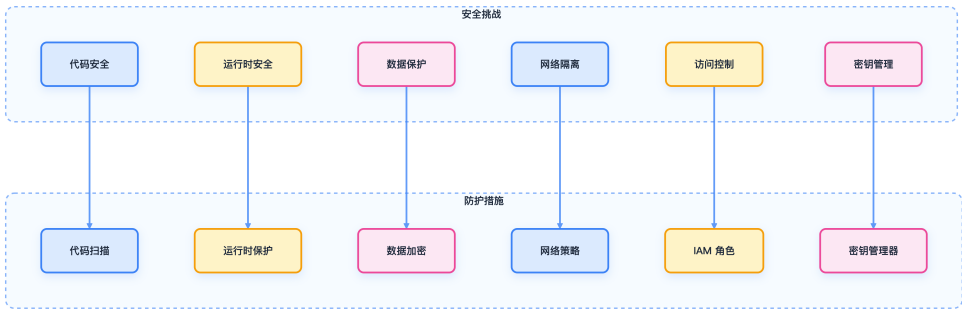 安全挑战
代码安全
运行时安全
数据保护
网络隔离
访问控制
密钥管理
防护措施
代码扫描
运行时保护
数据加密
网络策略
IAM 角色
密钥管理器